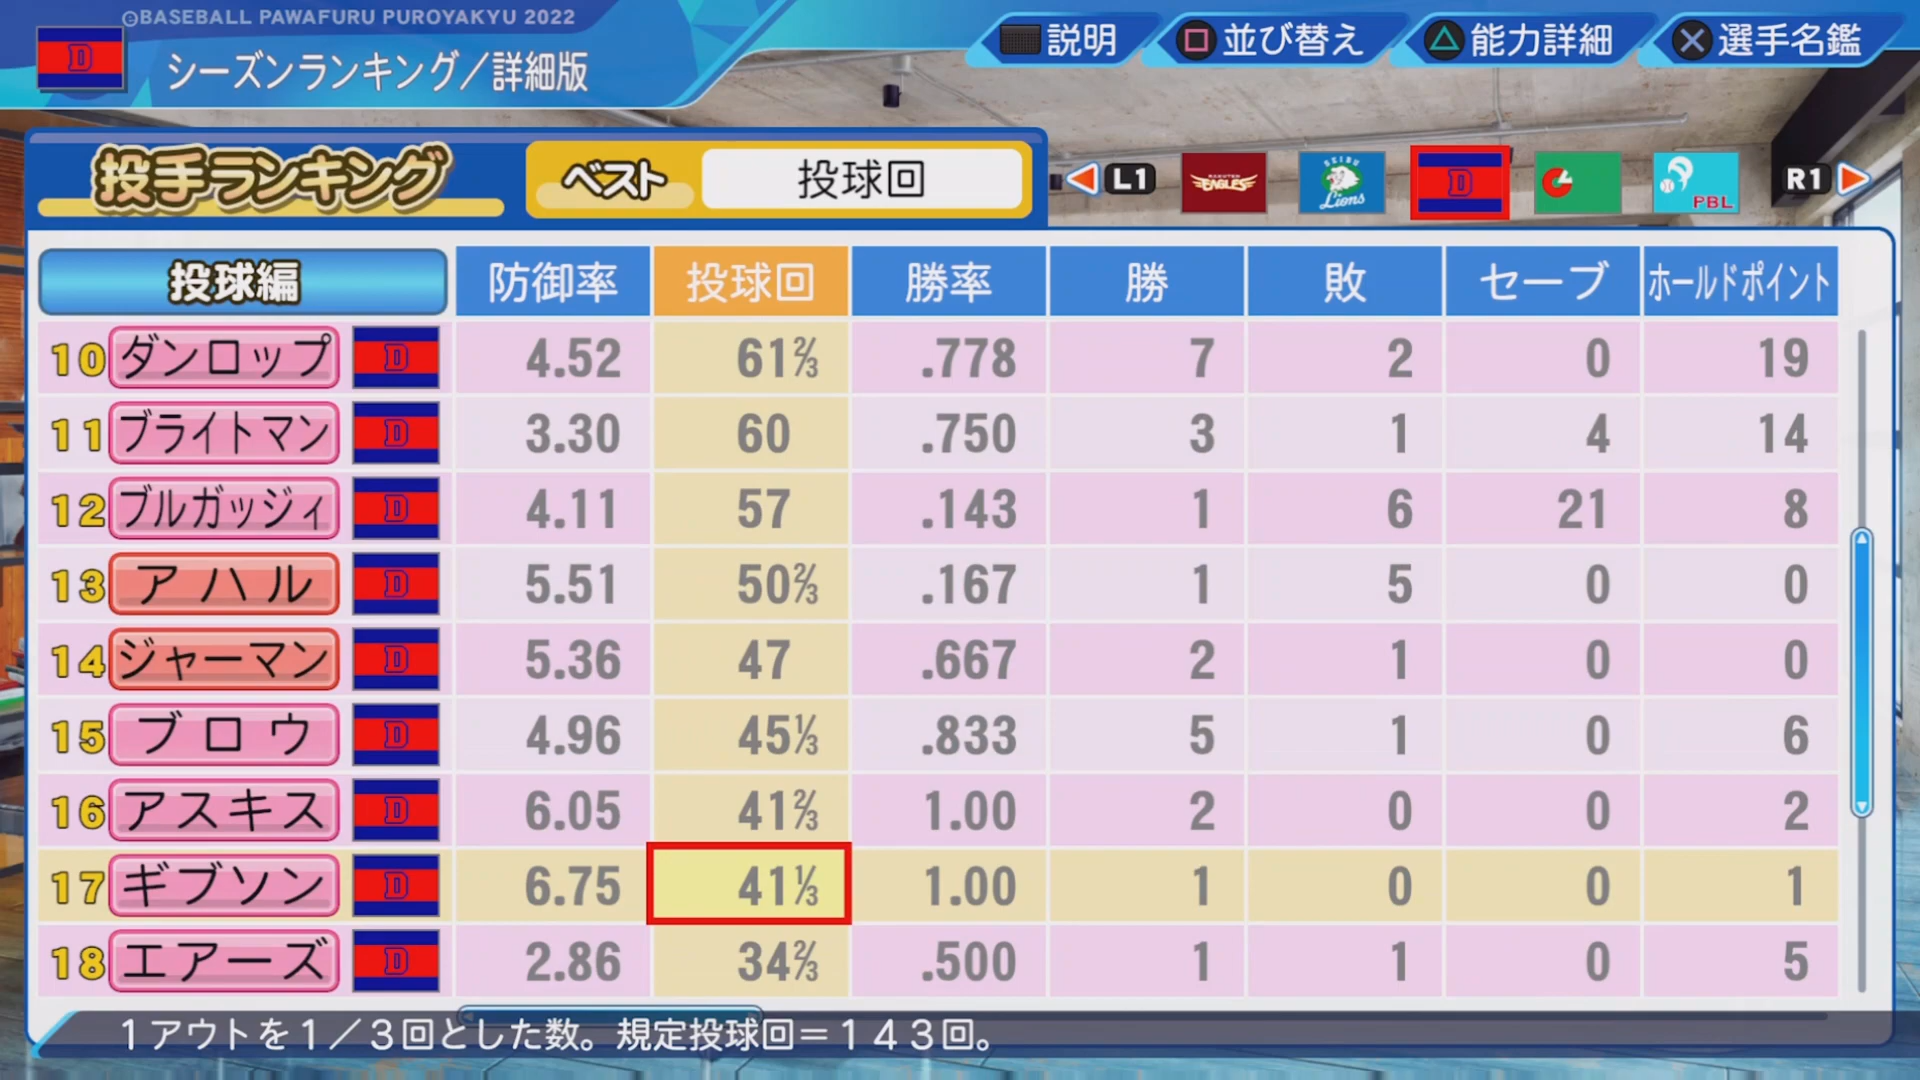 ©BASEBALL PAWAFURU PUROYAKYU 2022
D シーズンランキング／詳細版
説明 並び替え 能力詳細 選手名鑑
投手ランキング ベスト 投球回
L1 EAGLES SEIBU Lions D PBL R1
投球編 防御率 投球回 勝率 勝 敗 セーブ ホールドポイント
10 ダンロップ D 4.52 61⅔ .778 7 2 0 19
11 ブライトマン D 3.30 60 .750 3 1 4 14
12 ブルガッジィ D 4.11 57 .143 1 6 21 8
13 アハル D 5.51 50⅔ .167 1 5 0 0
14 ジャーマン D 5.36 47 .667 2 1 0 0
15 ブロウ D 4.96 45⅓ .833 5 1 0 6
16 アスキス D 6.05 41⅔ 1.00 2 0 0 2
17 ギブソン D 6.75 41⅓ 1.00 1 0 0 1
18 エアーズ D 2.86 34⅔ .500 1 1 0 5
１アウトを１／３回とした数。規定投球回＝１４３回。